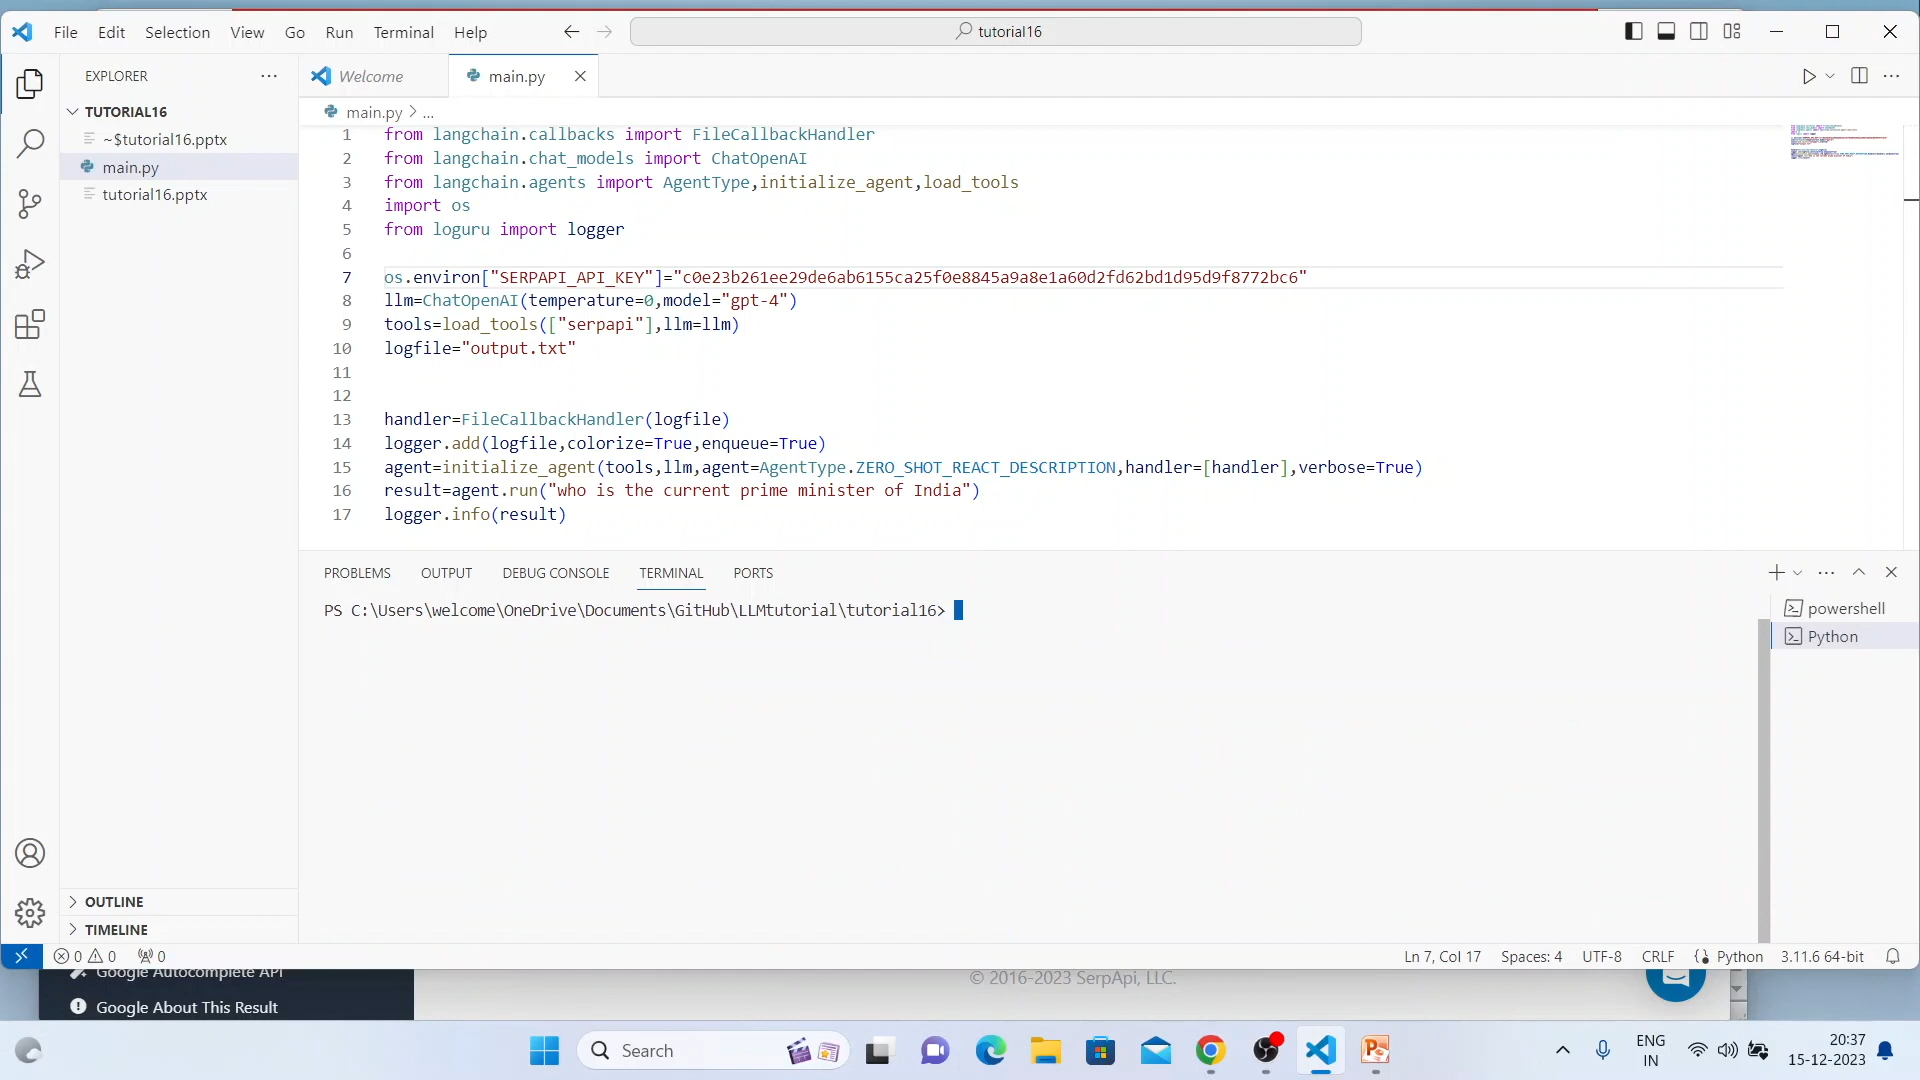 File Edit Selection View Go Run Terminal Help
tutorial16
EXPLORER
Welcome
main.py
TUTORIAL16
~$tutorial16.pptx
main.py
tutorial16.pptx
OUTLINE
TIMELINE
main.py > ...
1 from langchain.callbacks import FileCallbackHandler
2 from langchain.chat_models import ChatOpenAI
3 from langchain.agents import AgentType,initialize_agent,load_tools
4 import os
5 from loguru import logger
6
7 os.environ["SERPAPI_API_KEY"]="c0e23b261ee29de6ab6155ca25f0e8845a9a8e1a60d2fd62bd1d95d9f8772bc6"
8 llm=ChatOpenAI(temperature=0,model="gpt-4")
9 tools=load_tools(["serpapi"],llm=llm)
10 logfile="output.txt"
11
12
13 handler=FileCallbackHandler(logfile)
14 logger.add(logfile,colorize=True,enqueue=True)
15 agent=initialize_agent(tools,llm,agent=AgentType.ZERO_SHOT_REACT_DESCRIPTION,handler=[handler],verbose=True)
16 result=agent.run("who is the current prime minister of India")
17 logger.info(result)
PROBLEMS OUTPUT DEBUG CONSOLE TERMINAL PORTS
PS C:\Users\welcome\OneDrive\Documents\GitHub\LLMtutorial\tutorial16>
powershell
Python
0 0 0
Ln 7, Col 17 Spaces: 4 UTF-8 CRLF Python 3.11.6 64-bit
Google Autocomplete API
© 2016-2023 SerpApi, LLC.
Google About This Result
Search
ENG
IN
20:37
15-12-2023